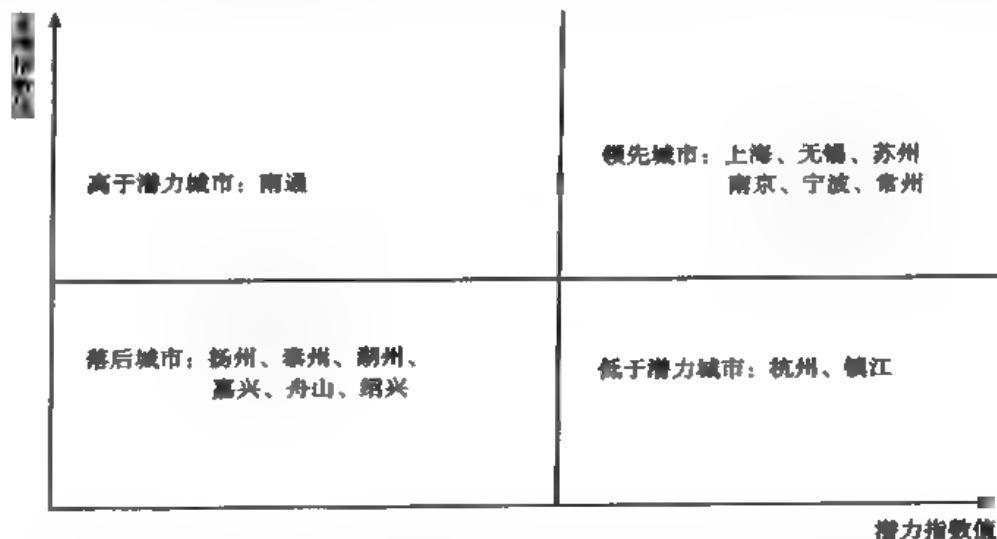 领先城市：上海、无锡、苏州
南京、宁波、常州
高于潜力城市：南通
落后城市：扬州、泰州、湖州、
嘉兴、舟山、绍兴
低于潜力城市：杭州、镇江
潜力指数值